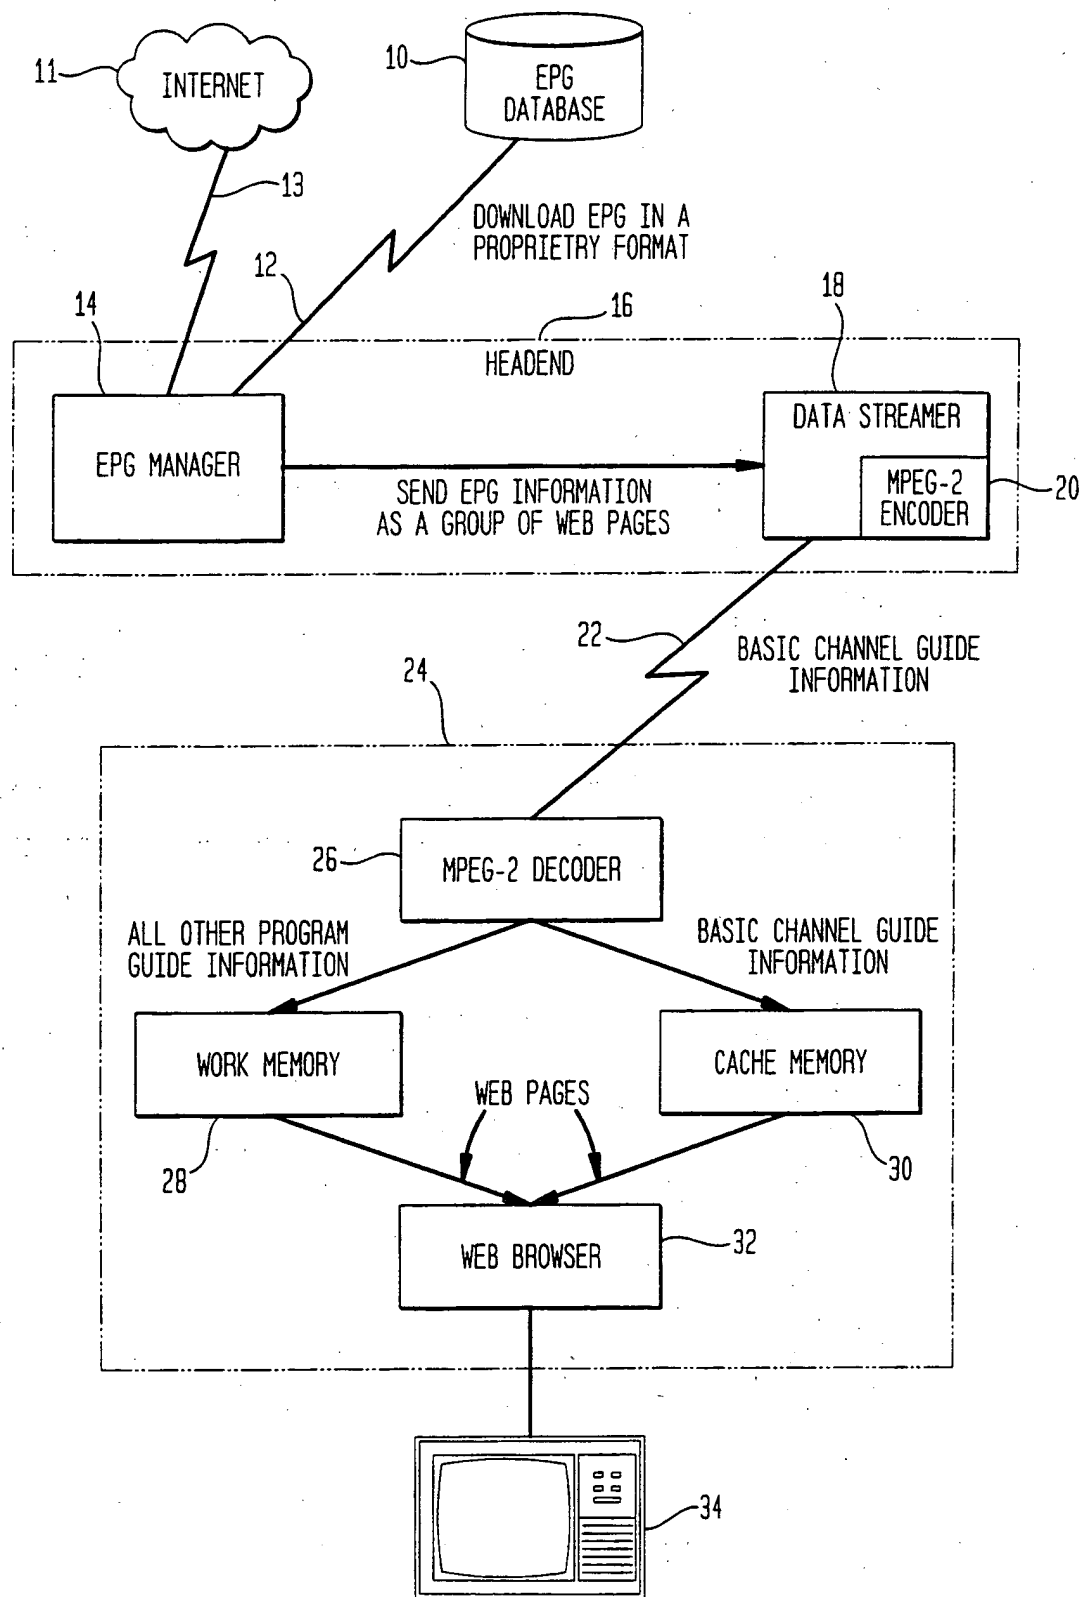 11
INTERNET
10
EPG
DATABASE
13
DOWNLOAD EPG IN A
PROPRIETRY FORMAT
12
14
16
18
HEADEND
EPG MANAGER
DATA STREAMER
MPEG-2
ENCODER
20
SEND EPG INFORMATION
AS A GROUP OF WEB PAGES
22
BASIC CHANNEL GUIDE
INFORMATION
24
26
MPEG-2 DECODER
ALL OTHER PROGRAM
GUIDE INFORMATION
BASIC CHANNEL GUIDE
INFORMATION
WORK MEMORY
CACHE MEMORY
WEB PAGES
28
30
WEB BROWSER
32
34